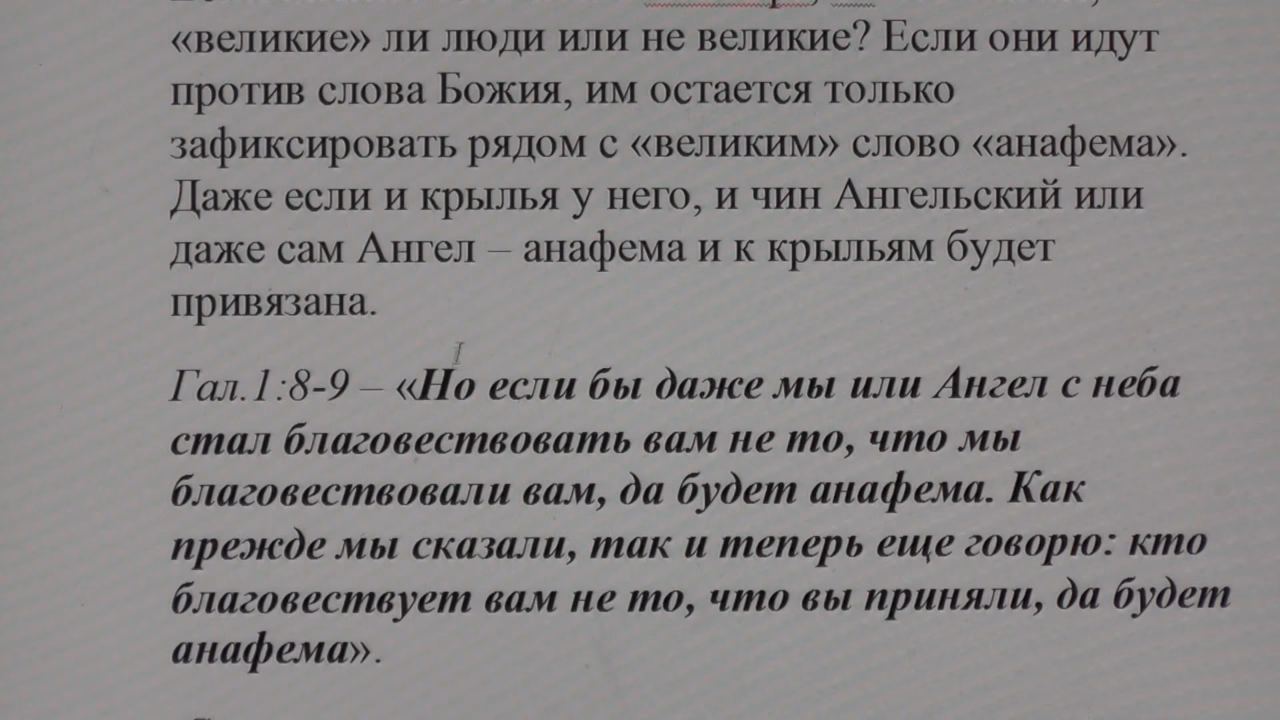 «великие» ли люди или не великие? Если они идут
против слова Божия, им остается только
зафиксировать рядом с «великим» слово «анафема».
Даже если и крылья у него, и чин Ангельский или
даже сам Ангел – анафема и к крыльям будет
привязана.
Гал.1:8-9 – «Но если бы даже мы или Ангел с неба
стал благовествовать вам не то, что мы
благовествовали вам, да будет анафема. Как
прежде мы сказали, так и теперь еще говорю: кто
благовествует вам не то, что вы приняли, да будет
анафема».